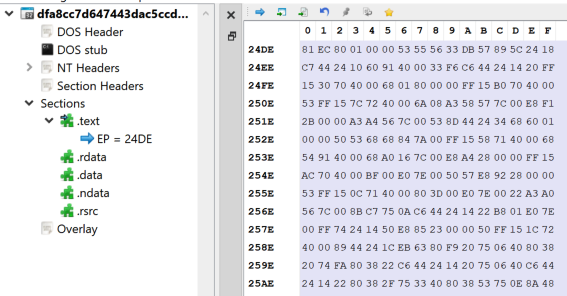 dfa8cc7d647443dac5ccd...
DOS Header
DOS stub
NT Headers
Section Headers
Sections
.text
EP = 24DE
.rdata
.data
.ndata
.rsrc
Overlay
0 1 2 3 4 5 6 7 8 9 A B C D E F
24DE 81 EC 80 01 00 00 53 55 56 33 DB 57 89 5C 24 18
24EE C7 44 24 10 60 91 40 00 33 F6 C6 44 24 14 20 FF
24FE 15 30 70 40 00 68 01 80 00 00 FF 15 B0 70 40 00
250E 53 FF 15 7C 72 40 00 6A 08 A3 58 57 7C 00 E8 F1
251E 2B 00 00 A3 A4 56 7C 00 53 8D 44 24 34 68 60 01
252E 00 00 50 53 68 68 84 7A 00 FF 15 58 71 40 00 68
253E 54 91 40 00 68 A0 16 7C 00 E8 A4 28 00 00 FF 15
254E AC 70 40 00 BF 00 E0 7E 00 50 57 E8 92 28 00 00
255E 53 FF 15 0C 71 40 00 80 3D 00 E0 7E 00 22 A3 A0
256E 56 7C 00 8B C7 75 0A C6 44 24 14 22 B8 01 E0 7E
257E 00 FF 74 24 14 50 E8 85 23 00 00 50 FF 15 1C 72
258E 40 00 89 44 24 1C EB 63 80 F9 20 75 06 40 80 38
259E 20 74 FA 80 38 22 C6 44 24 14 20 75 06 40 C6 44
25AE 24 14 22 80 38 2F 75 33 40 80 38 53 75 0E 8A 48